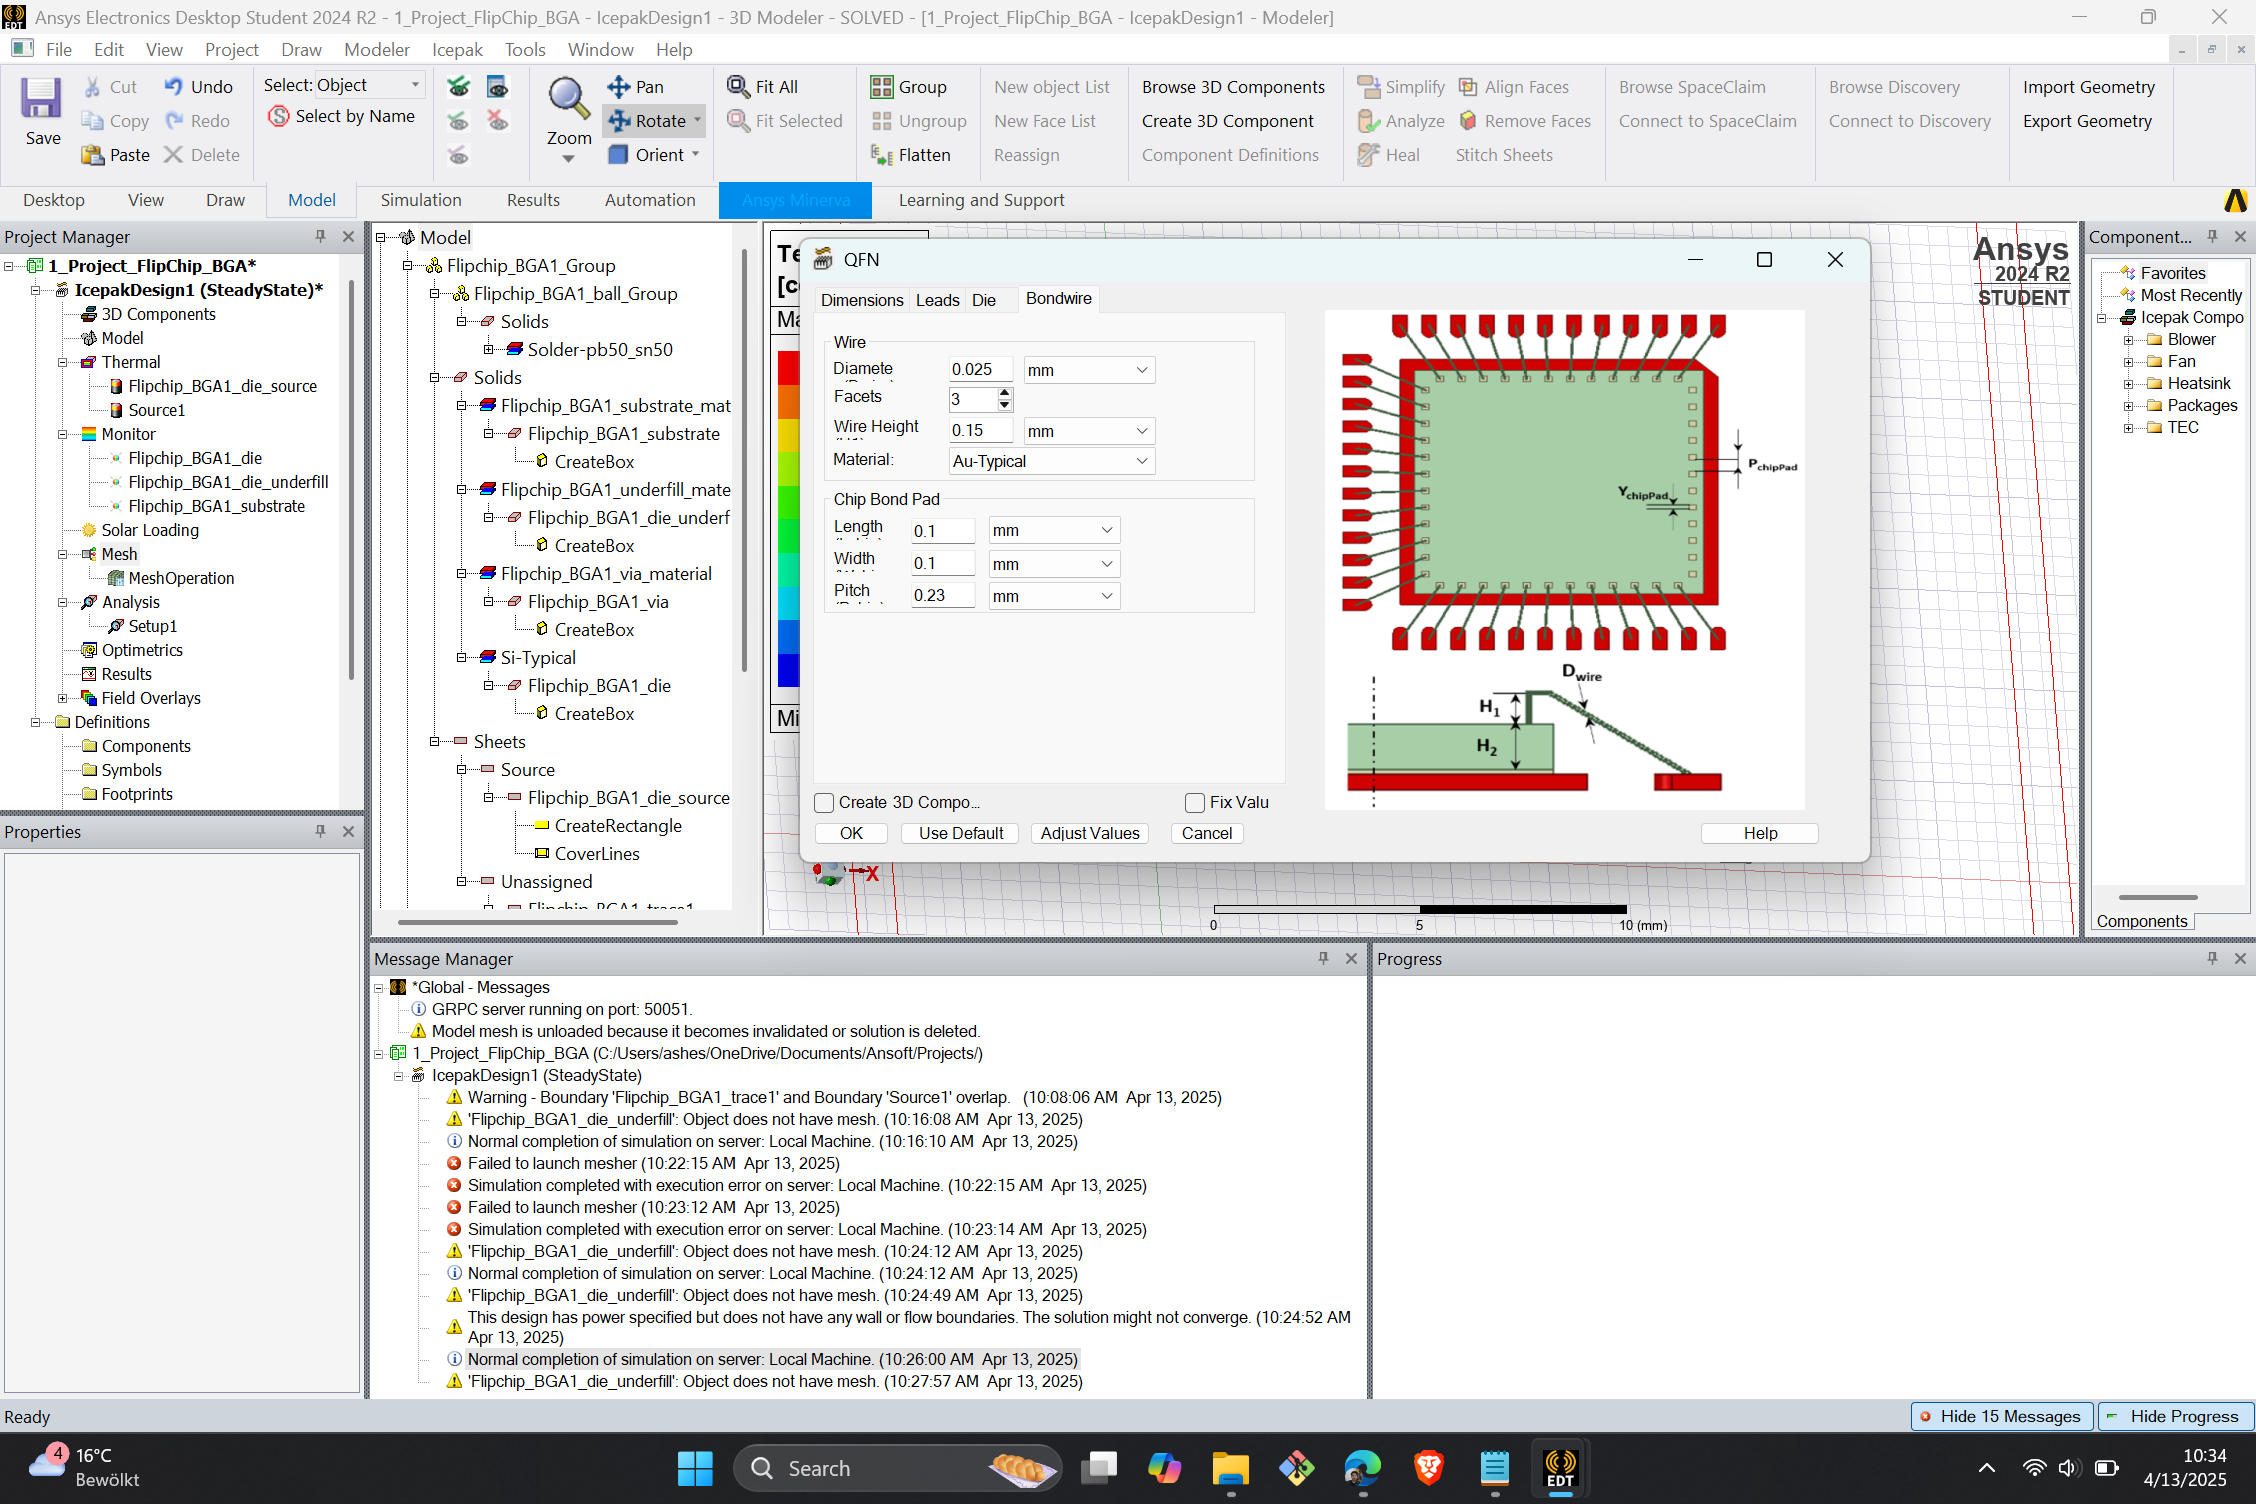 Ansys Electronics Desktop Student 2024 R2 - 1_Project_FlipChip_BGA - IcepakDesign1 - 3D Modeler - SOLVED - [1_Project_FlipChip_BGA - IcepakDesign1 - Modeler]
File Edit View Project Draw Modeler Icepak Tools Window Help
Save
Cut
Copy
Paste
Undo
Redo
Delete
Select: Object
Select by Name
Zoom
Pan
Rotate
Orient
Fit All
Fit Selected
Group
Ungroup
Flatten
New object List
New Face List
Reassign
Browse 3D Components
Create 3D Component
Component Definitions
Simplify
Analyze
Heal
Align Faces
Remove Faces
Stitch Sheets
Browse SpaceClaim
Connect to SpaceClaim
Browse Discovery
Connect to Discovery
Import Geometry
Export Geometry
Desktop View Draw Model Simulation Results Automation Ansys Minerva Learning and Support
Project Manager
1_Project_FlipChip_BGA*
IcepakDesign1 (SteadyState)*
3D Components
Model
Thermal
Flipchip_BGA1_die_source
Source1
Monitor
Flipchip_BGA1_die
Flipchip_BGA1_die_underfill
Flipchip_BGA1_substrate
Solar Loading
Mesh
MeshOperation
Analysis
Setup1
Optimetrics
Results
Field Overlays
Definitions
Components
Symbols
Footprints
Properties
Model
Flipchip_BGA1_Group
Flipchip_BGA1_ball_Group
Solids
Solder-pb50_sn50
Solids
Flipchip_BGA1_substrate_mat
Flipchip_BGA1_substrate
CreateBox
Flipchip_BGA1_underfill_mate
Flipchip_BGA1_die_underf
CreateBox
Flipchip_BGA1_via_material
Flipchip_BGA1_via
CreateBox
Si-Typical
Flipchip_BGA1_die
CreateBox
Sheets
Source
Flipchip_BGA1_die_source
CreateRectangle
CoverLines
Unassigned
Flipchip_BGA1_trace1
Te
[c
Ma
Mi
QFN
Dimensions Leads Die Bondwire
Wire
Diamete 0.025 mm
Facets 3
Wire Height 0.15 mm
Material: Au-Typical
Chip Bond Pad
Length 0.1 mm
Width 0.1 mm
Pitch 0.23 mm
Create 3D Compo...
Fix Valu
OK Use Default Adjust Values Cancel Help
PchipPad
YchipPad
Dwire
H1
H2
X
0 5 10 (mm)
Ansys
2024 R2
STUDENT
Component...
Favorites
Most Recently
Icepak Compo
Blower
Fan
Heatsink
Packages
TEC
Components
Message Manager
*Global - Messages
GRPC server running on port: 50051.
Model mesh is unloaded because it becomes invalidated or solution is deleted.
1_Project_FlipChip_BGA (C:/Users/ashes/OneDrive/Documents/Ansoft/Projects/)
IcepakDesign1 (SteadyState)
Warning - Boundary 'Flipchip_BGA1_trace1' and Boundary 'Source1' overlap. (10:08:06 AM Apr 13, 2025)
'Flipchip_BGA1_die_underfill': Object does not have mesh. (10:16:08 AM Apr 13, 2025)
Normal completion of simulation on server: Local Machine. (10:16:10 AM Apr 13, 2025)
Failed to launch mesher (10:22:15 AM Apr 13, 2025)
Simulation completed with execution error on server: Local Machine. (10:22:15 AM Apr 13, 2025)
Failed to launch mesher (10:23:12 AM Apr 13, 2025)
Simulation completed with execution error on server: Local Machine. (10:23:14 AM Apr 13, 2025)
'Flipchip_BGA1_die_underfill': Object does not have mesh. (10:24:12 AM Apr 13, 2025)
Normal completion of simulation on server: Local Machine. (10:24:12 AM Apr 13, 2025)
'Flipchip_BGA1_die_underfill': Object does not have mesh. (10:24:49 AM Apr 13, 2025)
This design has power specified but does not have any wall or flow boundaries. The solution might not converge. (10:24:52 AM
Apr 13, 2025)
Normal completion of simulation on server: Local Machine. (10:26:00 AM Apr 13, 2025)
'Flipchip_BGA1_die_underfill': Object does not have mesh. (10:27:57 AM Apr 13, 2025)
Progress
Ready
Hide 15 Messages
Hide Progress
4
16°C
Bewölkt
Search
EDT
10:34
4/13/2025